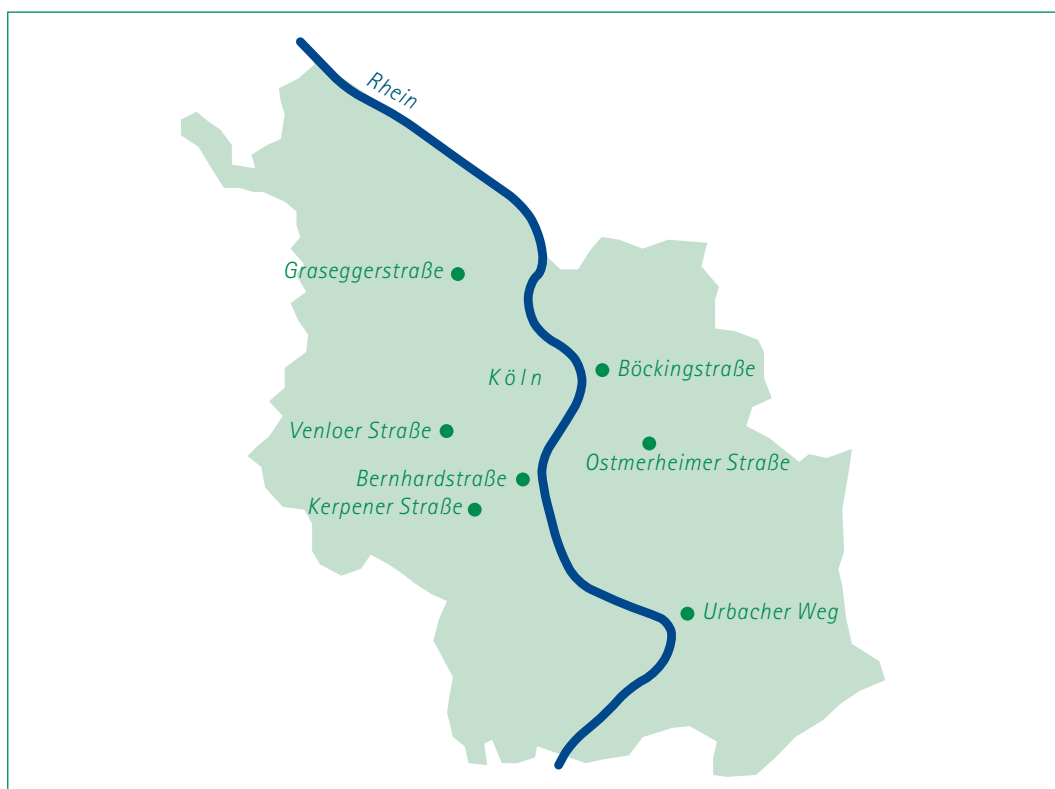 Rhein
Graseggerstraße
Böckingstraße
Köln
Venloer Straße
Ostmerheimer Straße
Bernhardstraße
Kerpener Straße
Urbacher Weg